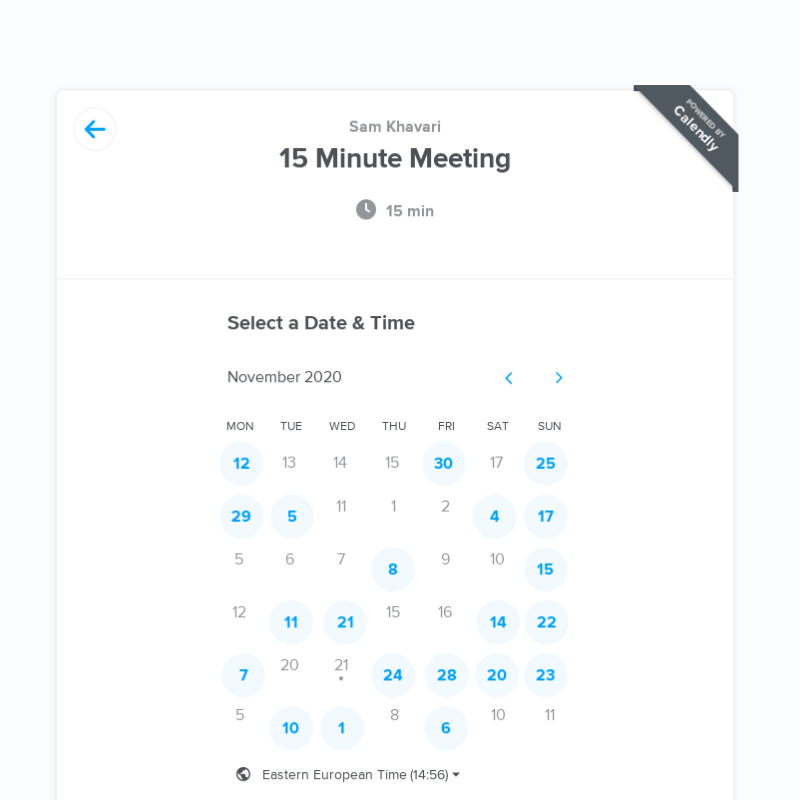 POWERED BY
Calendly
Sam Khavari
15 Minute Meeting
15 min
Select a Date & Time
November 2020
MON TUE WED THU FRI SAT SUN
12 13 14 15 30 17 25
29 5 11 1 2 4 17
5 6 7 8 9 10 15
12 11 21 15 16 14 22
7 20 21 24 28 20 23
5 10 1 8 6 10 11
Eastern European Time (14:56)